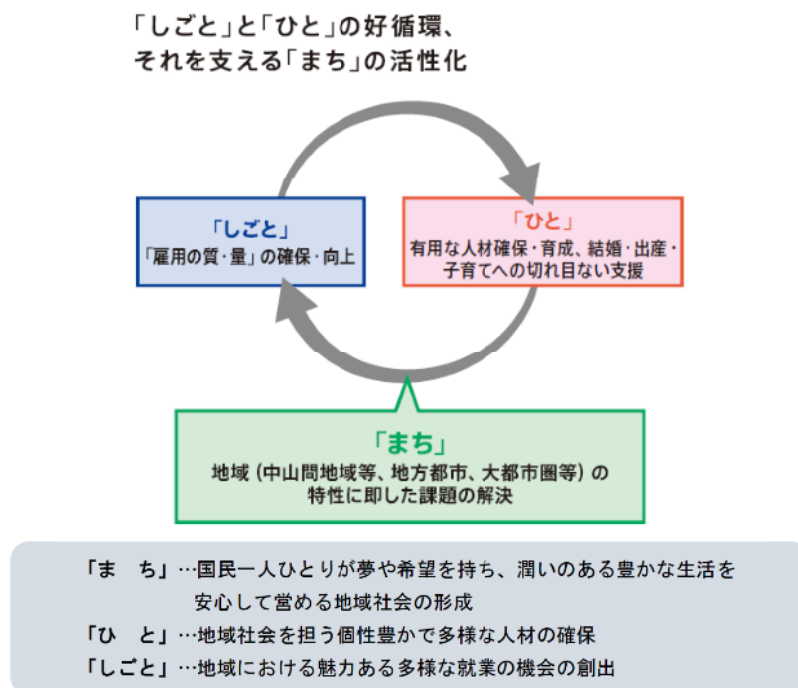 「しごと」と「ひと」の好循環、
それを支える「まち」の活性化
「しごと」
「雇用の質・量」の確保・向上
「ひと」
有用な人材確保・育成、結婚・出産・
子育てへの切れ目ない支援
「まち」
地域（中山間地域等、地方都市、大都市圏等）の
特性に即した課題の解決
「ま　ち」…国民一人ひとりが夢や希望を持ち、潤いのある豊かな生活を
安心して営める地域社会の形成
「ひ　と」…地域社会を担う個性豊かで多様な人材の確保
「しごと」…地域における魅力ある多様な就業の機会の創出